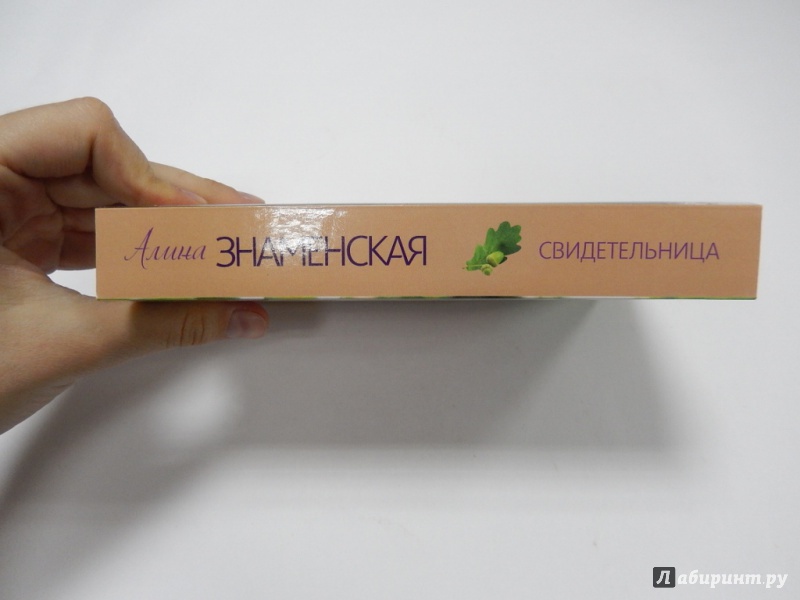 Алина ЗНАМЕНСКАЯ СВИДЕТЕЛЬНИЦА
Лабиринт.ру